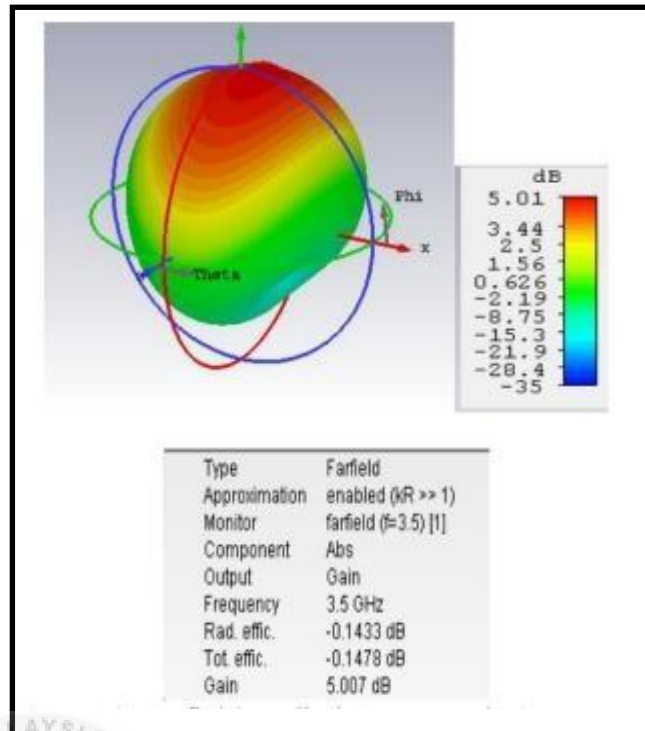 dB
5.01
3.44
2.5
1.56
0.626
-2.19
-8.75
-15.3
-21.9
-28.4
-35
Phi
x
Theta
Type Farfield
Approximation enabled (kR >> 1)
Monitor farfield (f=3.5) [1]
Component Abs
Output Gain
Frequency 3.5 GHz
Rad. effic. -0.1433 dB
Tot. effic. -0.1478 dB
Gain 5.007 dB